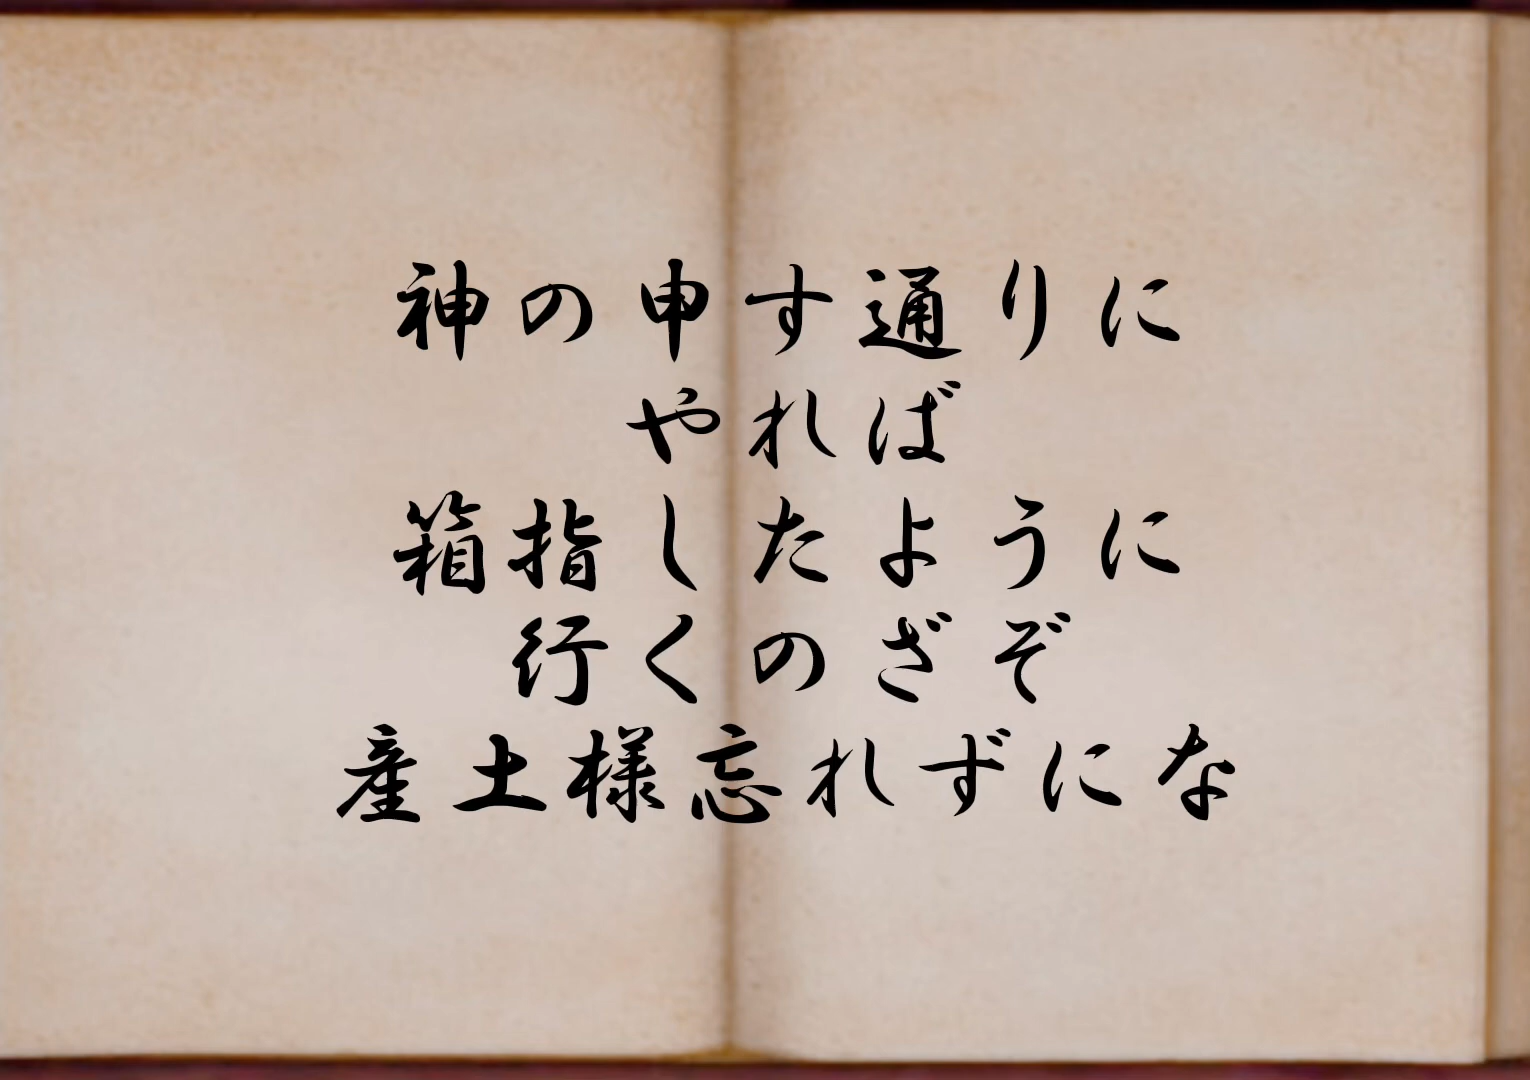 神の申す通りに
やれば
箱指したように
行くのざぞ
産土様忘れずにな